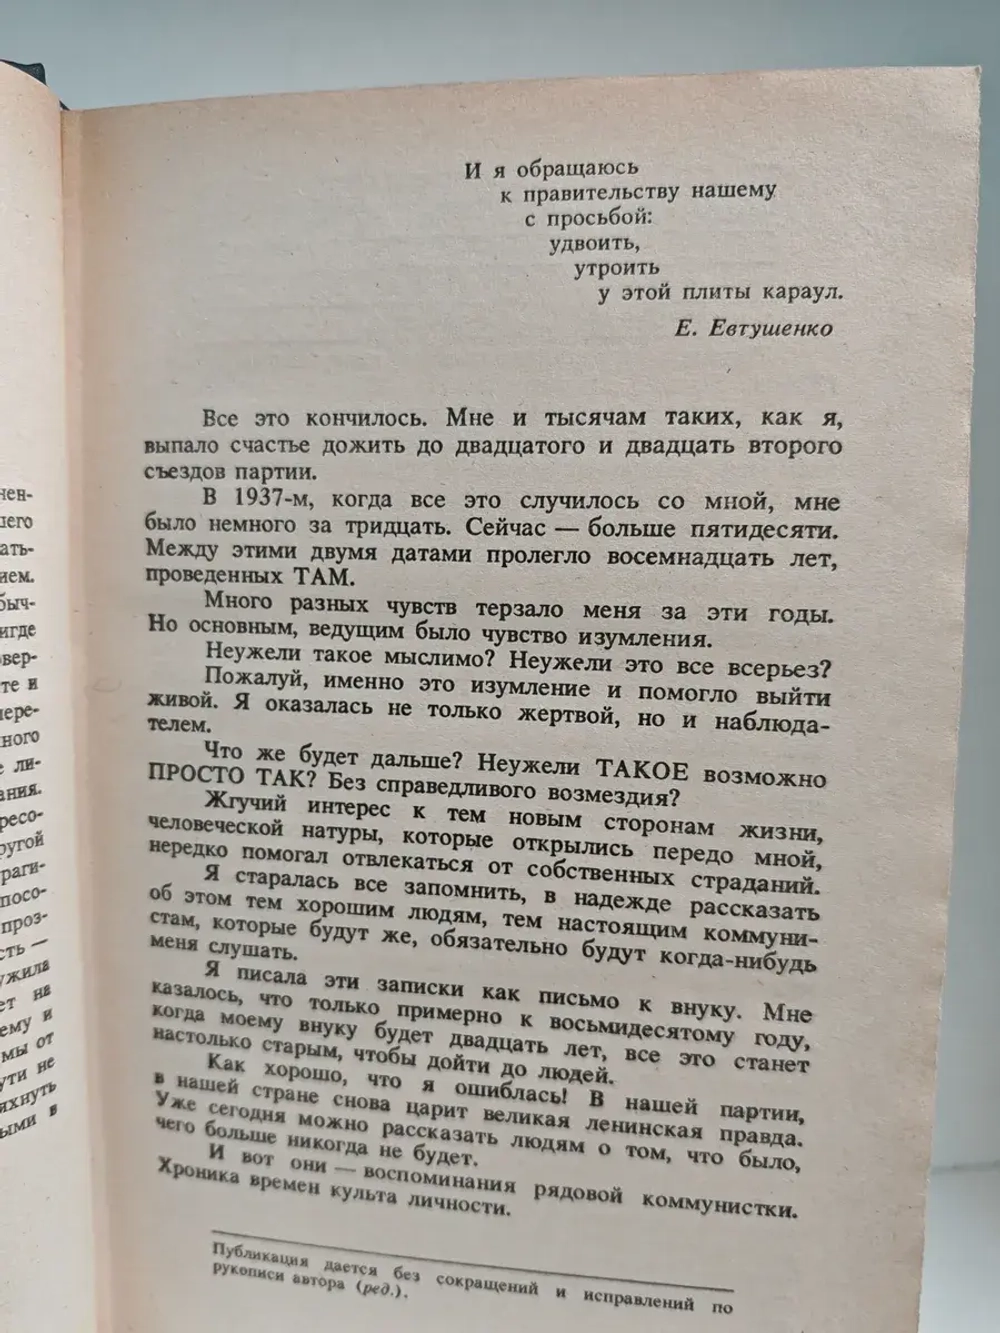 И я обращаюсь
к правительству нашему
с просьбой:
удвоить,
утроить
у этой плиты караул.
Е. Евтушенко
Все это кончилось. Мне и тысячам таких, как я,
выпало счастье дожить до двадцатого и двадцать второго
съездов партии.
В 1937-м, когда все это случилось со мной, мне
было немного за тридцать. Сейчас — больше пятидесяти.
Между этими двумя датами пролегло восемнадцать лет,
проведенных ТАМ.
Много разных чувств терзало меня за эти годы.
Но основным, ведущим было чувство изумления.
Неужели такое мыслимо? Неужели это все всерьез?
Пожалуй, именно это изумление и помогло выйти
живой. Я оказалась не только жертвой, но и наблюда-
телем.
Что же будет дальше? Неужели ТАКОЕ возможно
ПРОСТО ТАК? Без справедливого возмездия?
Жгучий интерес к тем новым сторонам жизни,
человеческой натуры, которые открылись передо мной,
нередко помогал отвлекаться от собственных страданий.
Я старалась все запомнить, в надежде рассказать
об этом тем хорошим людям, тем настоящим коммуни-
стам, которые будут же, обязательно будут когда-нибудь
меня слушать.
Я писала эти записки как письмо к внуку. Мне
казалось, что только примерно к восьмидесятому году,
когда моему внуку будет двадцать лет, все это станет
настолько старым, чтобы дойти до людей.
Как хорошо, что я ошиблась! В нашей партии,
в нашей стране снова царит великая ленинская правда.
Уже сегодня можно рассказать людям о том, что было,
чего больше никогда не будет.
И вот они — воспоминания рядовой коммунистки.
Хроника времен культа личности.
Публикация дается без сокращений и исправлений по
рукописи автора (ред.).